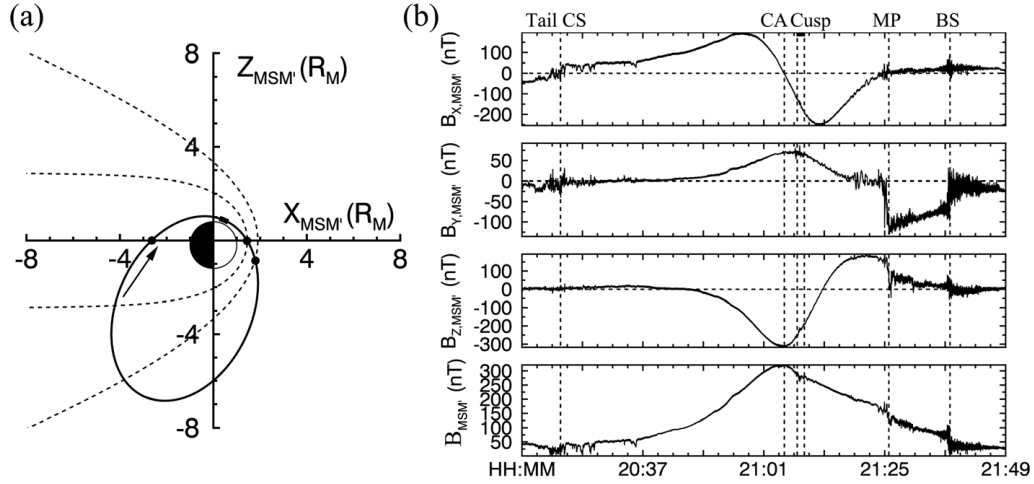 (a)
8
Z_MSM' (R_M)
4
X_MSM' (R_M)
-8
-4
4
8
-4
-8
(b)
Tail CS CA Cusp MP BS
B_X,MSM' (nT)
100
0
-100
-200
B_Y,MSM' (nT)
50
0
-50
-100
B_Z,MSM' (nT)
100
0
-100
-200
-300
B_MSM' (nT)
300
250
200
150
100
50
HH:MM 20:37 21:01 21:25 21:49